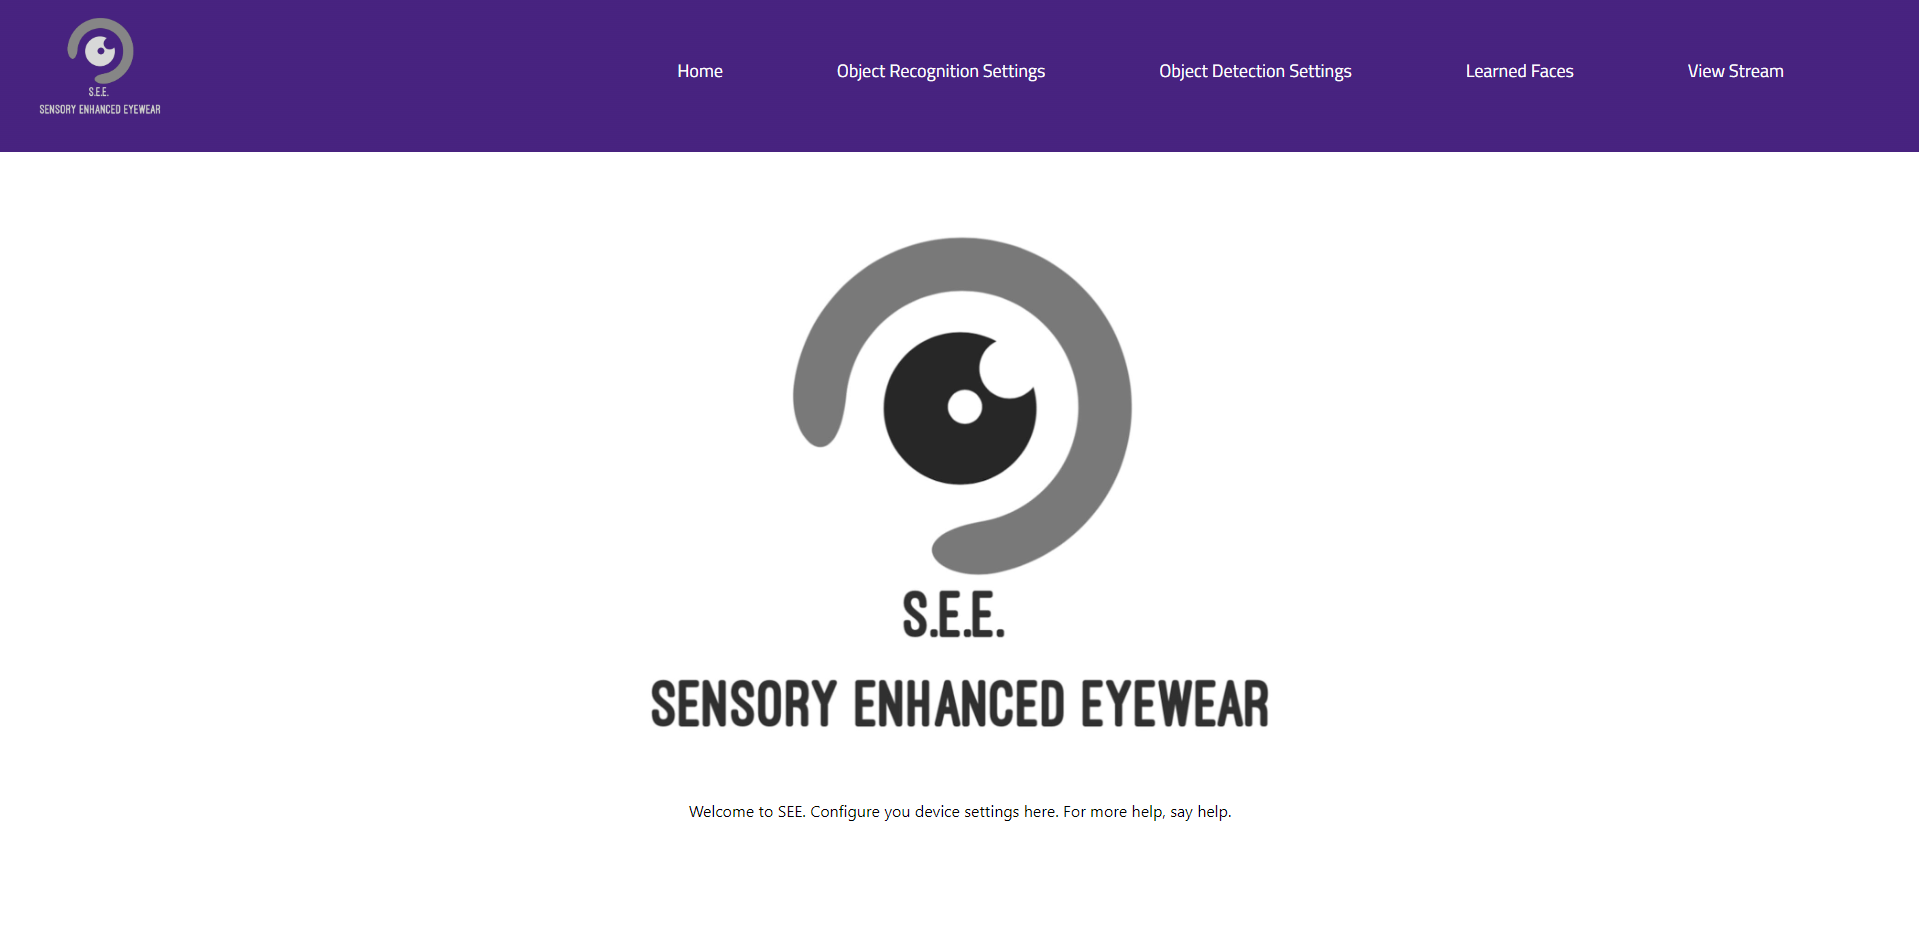 S.E.E.
SENSORY ENHANCED EYEWEAR
Home Object Recognition Settings Object Detection Settings Learned Faces View Stream
S.E.E.
SENSORY ENHANCED EYEWEAR
Welcome to SEE. Configure you device settings here. For more help, say help.